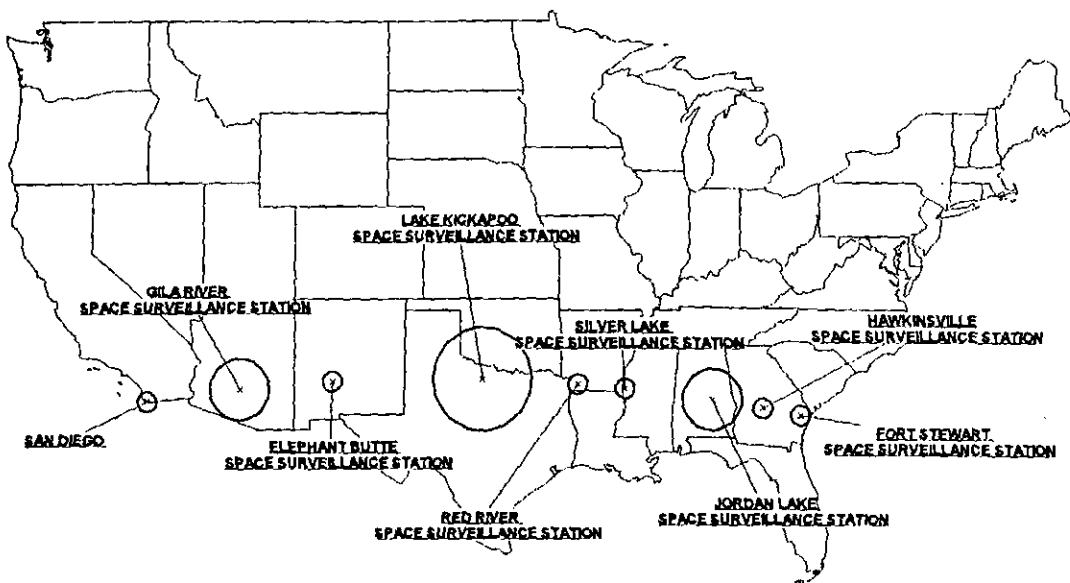 LAKE KICKAPOO
SPACE SURVEILLANCE STATION
GILA RIVER
SPACE SURVEILLANCE STATION
SILVER LAKE
SPACE SURVEILLANCE STATION
HAWKINSVILLE
SPACE SURVEILLANCE STATION
SAN DIEGO
ELEPHANT BUTTE
SPACE SURVEILLANCE STATION
FORT STEWART
SPACE SURVEILLANCE STATION
RED RIVER
SPACE SURVEILLANCE STATION
JORDAN LAKE
SPACE SURVEILLANCE STATION